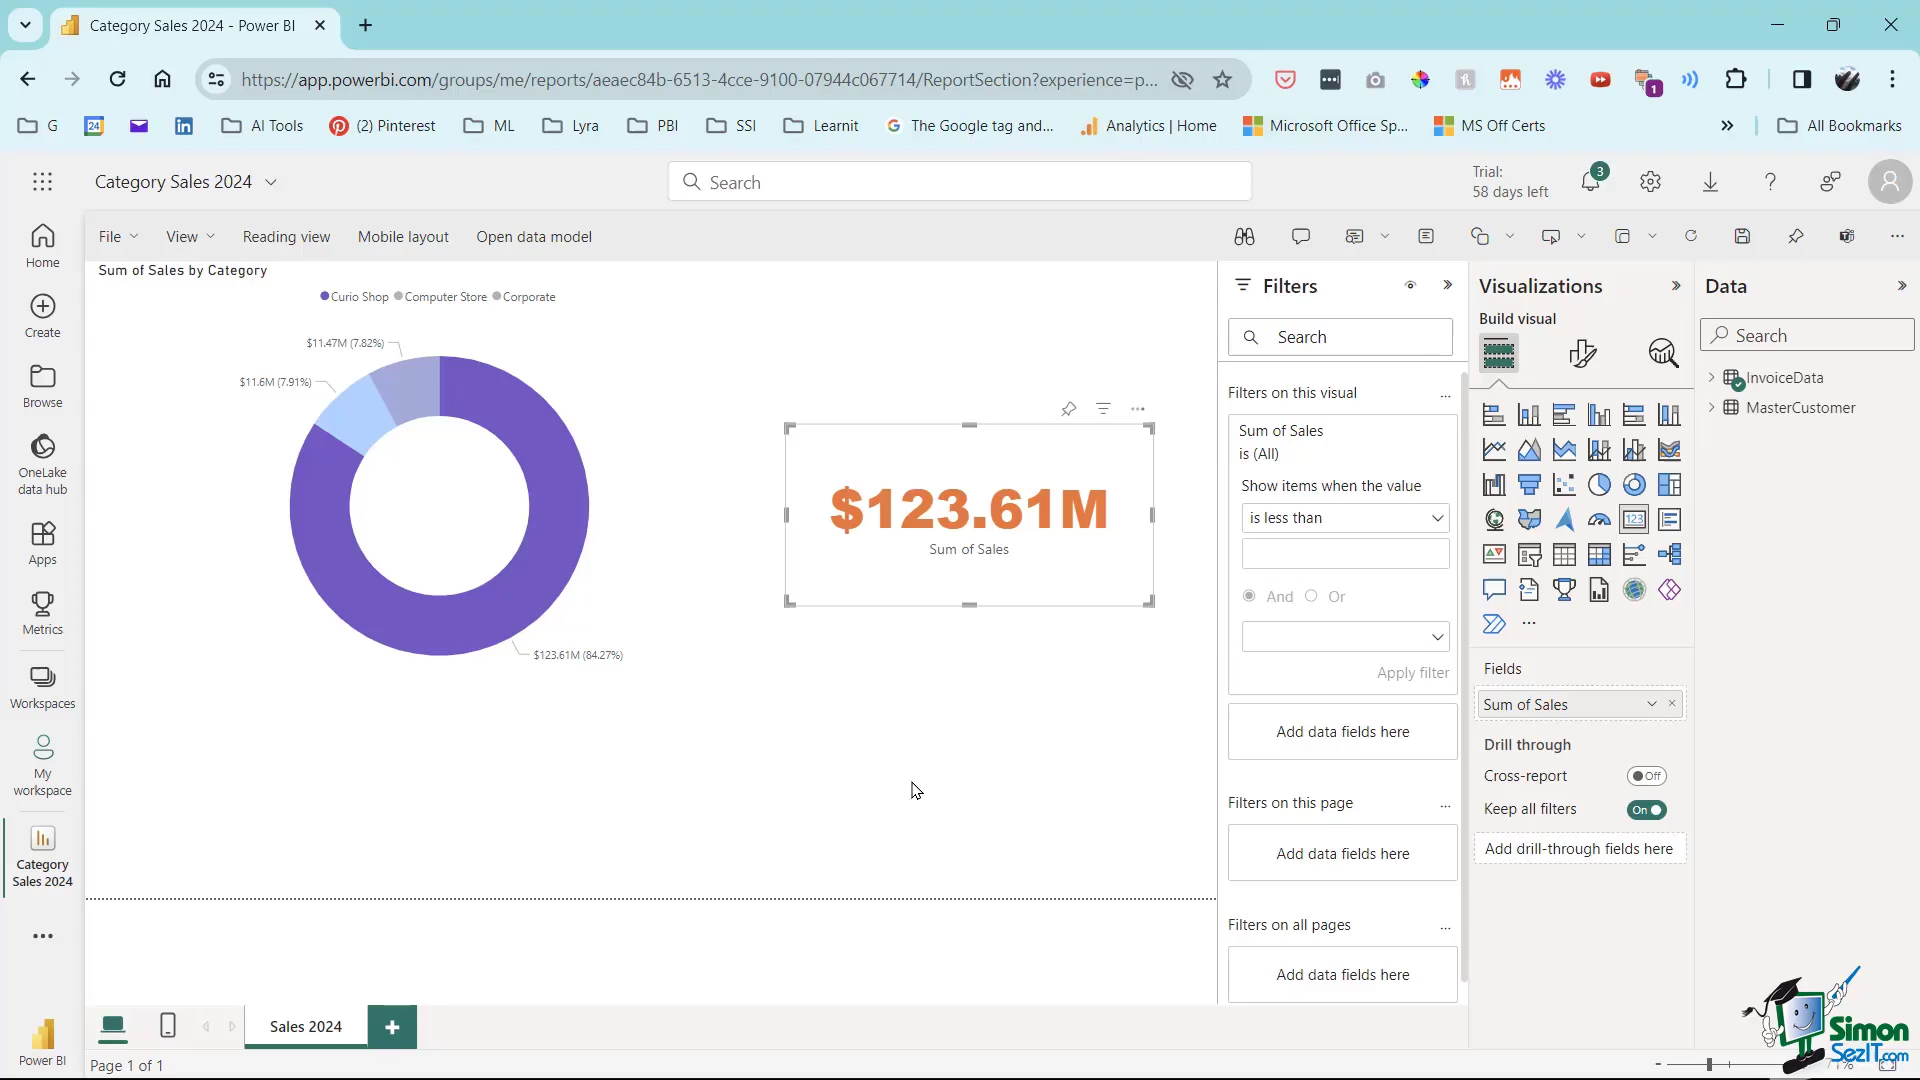 Category Sales 2024 - Power BI
https://app.powerbi.com/groups/me/reports/aeaec84b-6513-4cce-9100-07944c067714/ReportSection?experience=p...
1
G
24
AI Tools
(2) Pinterest
ML
Lyra
PBI
SSI
Learnit
The Google tag and...
Analytics | Home
Microsoft Office Sp...
MS Off Certs
All Bookmarks
Category Sales 2024
Search
Trial:
58 days left
3
File
View
Reading view
Mobile layout
Open data model
Home
Create
Browse
OneLake
data hub
Apps
Metrics
Workspaces
My
workspace
Category
Sales 2024
Power BI
Sum of Sales by Category
Curio Shop
Computer Store
Corporate
$11.47M (7.82%)
$11.6M (7.91%)
$123.61M (84.27%)
$123.61M
Sum of Sales
Filters
Search
Filters on this visual
Sum of Sales
is (All)
Show items when the value
is less than
And
Or
Apply filter
Add data fields here
Filters on this page
Add data fields here
Filters on all pages
Add data fields here
Visualizations
Build visual
123
Fields
Sum of Sales
Drill through
Cross-report
Off
Keep all filters
On
Add drill-through fields here
Data
Search
InvoiceData
MasterCustomer
Sales 2024
Page 1 of 1
Simon
SezIT.com